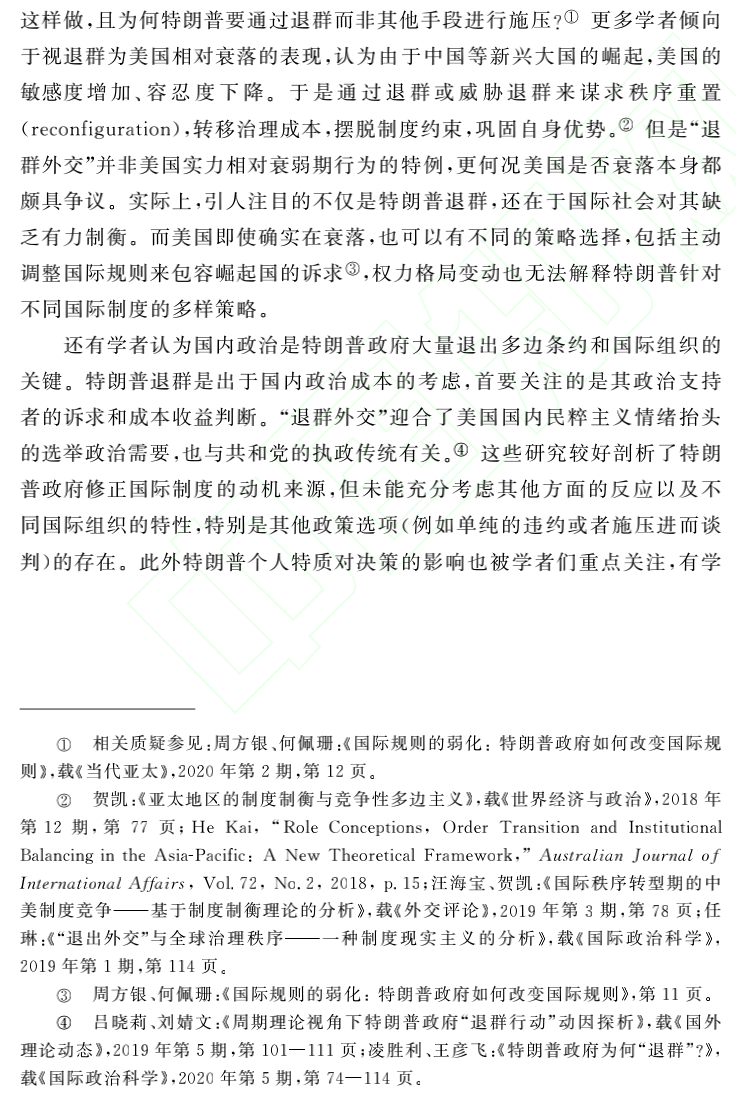 这样做,且为何特朗普要通过退群而非其他手段进行施压?① 更多学者倾向
于视退群为美国相对衰落的表现,认为由于中国等新兴大国的崛起,美国的
敏感度增加、容忍度下降。于是通过退群或威胁退群来谋求秩序重置
(reconfiguration),转移治理成本,摆脱制度约束,巩固自身优势。② 但是“退
群外交”并非美国实力相对衰弱期行为的特例,更何况美国是否衰落本身都
颇具争议。实际上,引人注目的不仅是特朗普退群,还在于国际社会对其缺
乏有力制衡。而美国即使确实在衰落,也可以有不同的策略选择,包括主动
调整国际规则来包容崛起国的诉求③,权力格局变动也无法解释特朗普针对
不同国际制度的多样策略。
还有学者认为国内政治是特朗普政府大量退出多边条约和国际组织的
关键。特朗普退群是出于国内政治成本的考虑,首要关注的是其政治支持
者的诉求和成本收益判断。“退群外交”迎合了美国国内民粹主义情绪抬头
的选举政治需要,也与共和党的执政传统有关。④ 这些研究较好剖析了特朗
普政府修正国际制度的动机来源,但未能充分考虑其他方面的反应以及不
同国际组织的特性,特别是其他政策选项(例如单纯的违约或者施压进而谈
判)的存在。此外特朗普个人特质对决策的影响也被学者们重点关注,有学
① 相关质疑参见:周方银、何佩珊:《国际规则的弱化:特朗普政府如何改变国际规
则》,载《当代亚太》,2020 年第 2 期,第 12 页。
② 贺凯:《亚太地区的制度制衡与竞争性多边主义》,载《世界经济与政治》,2018 年
第 12 期,第 77 页; He Kai, “Role Conceptions, Order Transition and Institutional
Balancing in the Asia-Pacific: A New Theoretical Framework,” Australian Journal of
International Affairs, Vol. 72, No. 2, 2018, p. 15;汪海宝、贺凯:《国际秩序转型期的中
美制度竞争——基于制度制衡理论的分析》,载《外交评论》,2019 年第 3 期,第 78 页;任
琳:《“退出外交”与全球治理秩序——一种制度现实主义的分析》,载《国际政治科学》,
2019 年第 1 期,第 114 页。
③ 周方银、何佩珊:《国际规则的弱化:特朗普政府如何改变国际规则》,第 11 页。
④ 吕晓莉、刘婧文:《周期理论视角下特朗普政府“退群行动”动因探析》,载《国外
理论动态》,2019 年第 5 期,第 101—111 页;凌胜利、王彦飞:《特朗普政府为何“退群”?》,
载《国际政治科学》,2020 年第 5 期,第 74—114 页。